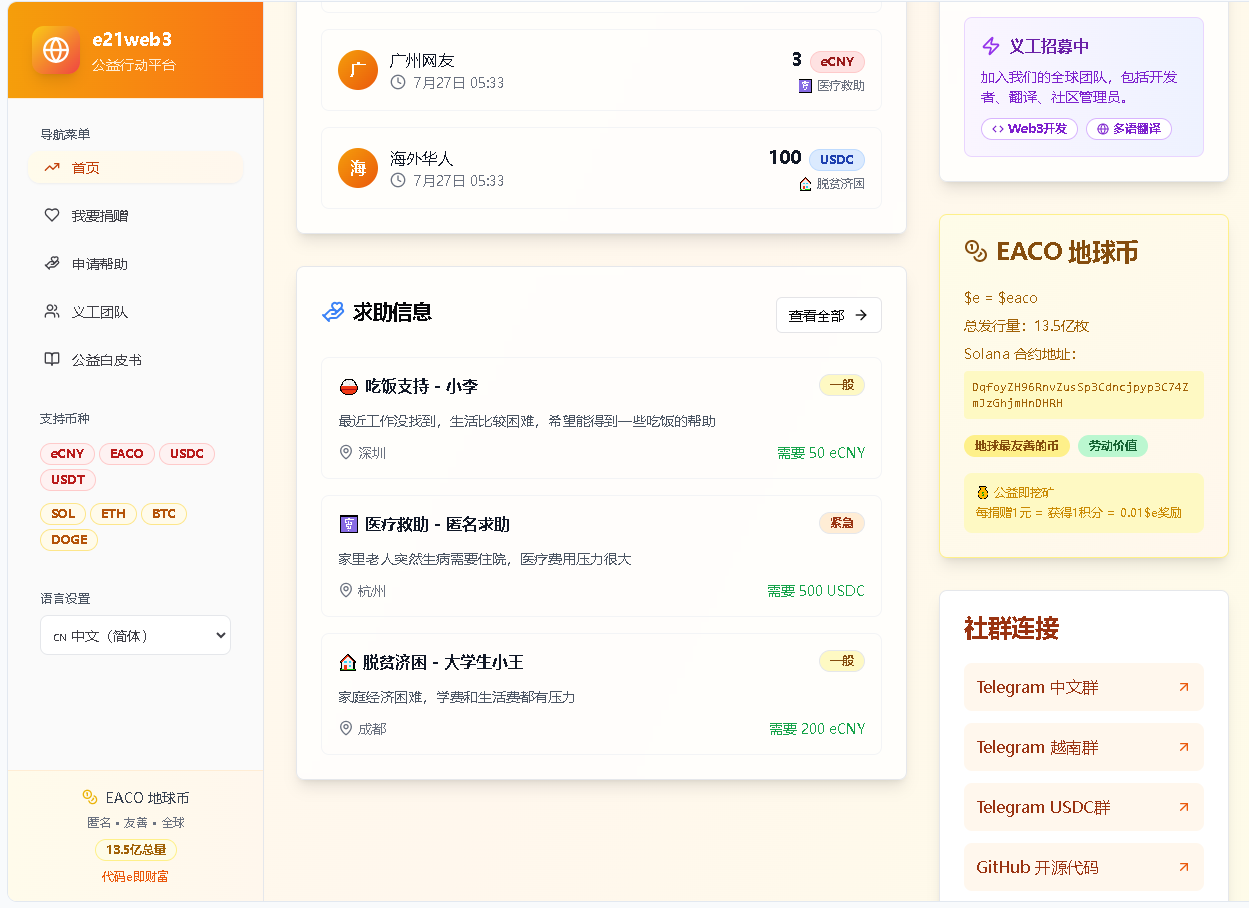 e21web3
公益行动平台
导航菜单
首页
我要捐赠
申请帮助
义工团队
公益白皮书
支持币种
eCNY EACO USDC
USDT
SOL ETH BTC
DOGE
语言设置
CN 中文（简体）
EACO 地球币
匿名 • 友善 • 全球
13.5亿总量
代码e即财富
广 广州网友 3 eCNY
7月27日 05:33 医疗救助
海 海外华人 100 USDC
7月27日 05:33 脱贫济困
求助信息 查看全部
吃饭支持 - 小李 一般
最近工作没找到，生活比较困难，希望能得到一些吃饭的帮助
深圳 需要 50 eCNY
医疗救助 - 匿名求助 紧急
家里老人突然生病需要住院，医疗费用压力很大
杭州 需要 500 USDC
脱贫济困 - 大学生小王 一般
家庭经济困难，学费和生活费都有压力
成都 需要 200 eCNY
义工招募中
加入我们的全球团队，包括开发
者、翻译、社区管理员。
Web3开发 多语翻译
EACO 地球币
$e = $eaco
总发行量：13.5亿枚
Solana 合约地址：
DqfoyZH96RnvZusSp3Cdncjpyp3C74Z
mJzGhjmHnDHRH
地球最友善的币 劳动价值
公益即挖矿
每捐赠1元 = 获得1积分 = 0.01$e奖励
社群连接
Telegram 中文群
Telegram 越南群
Telegram USDC群
GitHub 开源代码